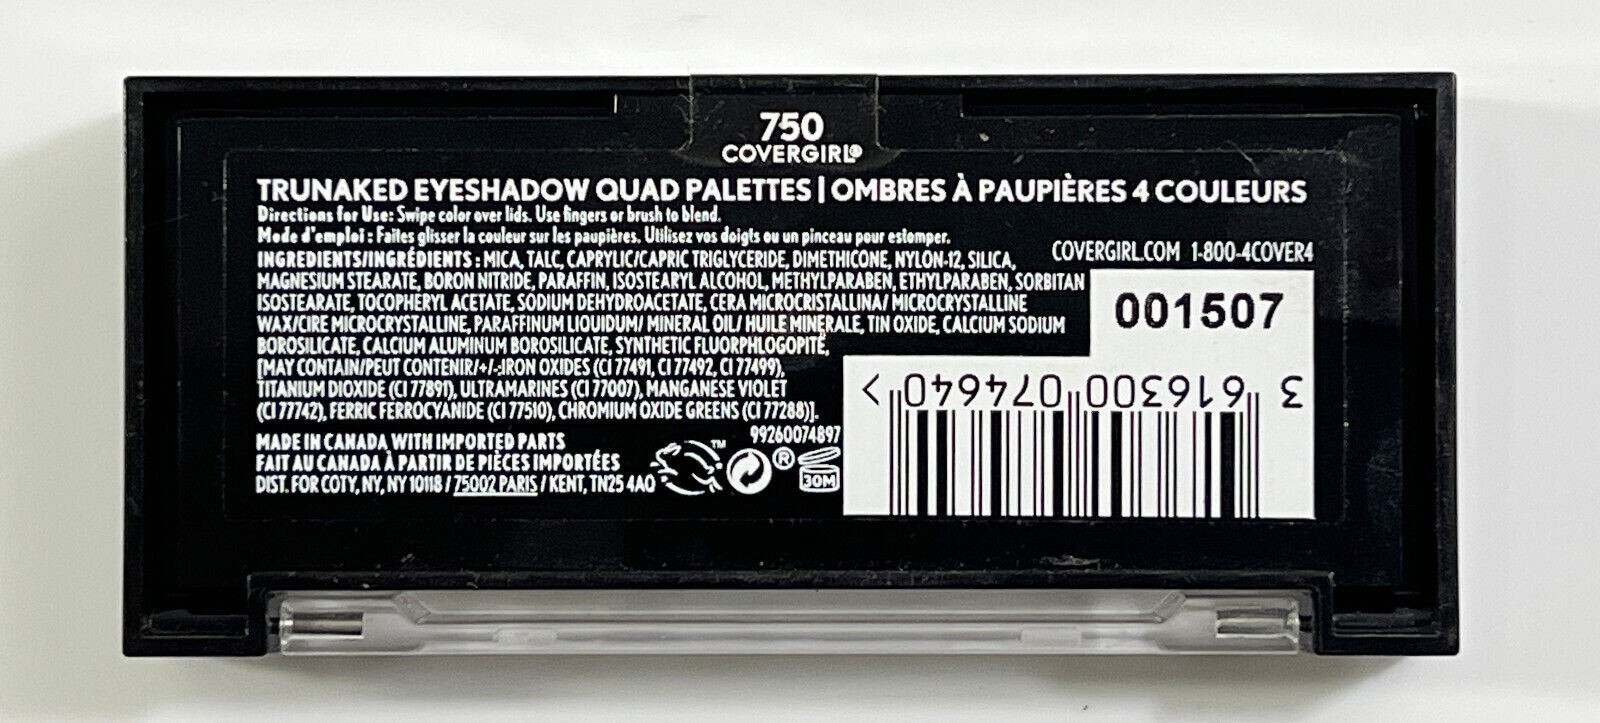 750
COVERGIRL®
TRUNAKED EYESHADOW QUAD PALETTES | OMBRES À PAUPIÈRES 4 COULEURS
Directions for Use: Swipe color over lids. Use fingers or brush to blend.
Mode d'emploi : Faites glisser la couleur sur les paupières. Utilisez vos doigts ou un pinceau pour estomper.
COVERGIRL.COM 1-800-4COVER4
INGREDIENTS/INGRÉDIENTS : MICA, TALC, CAPRYLIC/CAPRIC TRIGLYCERIDE, DIMETHICONE, NYLON-12, SILICA,
MAGNESIUM STEARATE, BORON NITRIDE, PARAFFIN, ISOSTEARYL ALCOHOL, METHYLPARABEN, ETHYLPARABEN, SORBITAN
ISOSTEARATE, TOCOPHERYL ACETATE, SODIUM DEHYDROACETATE, CERA MICROCRISTALLINA/ MICROCRYSTALLINE
WAX/CIRE MICROCRYSTALLINE, PARAFFINUM LIQUIDUM/ MINERAL OIL/ HUILE MINERALE, TIN OXIDE, CALCIUM SODIUM
BOROSILICATE, CALCIUM ALUMINUM BOROSILICATE, SYNTHETIC FLUORPHLOGOPITE,
[MAY CONTAIN/PEUT CONTENIR/+/-:IRON OXIDES (CI 77491, CI 77492, CI 77499),
TITANIUM DIOXIDE (CI 77891), ULTRAMARINES (CI 77007), MANGANESE VIOLET
(CI 77742), FERRIC FERROCYANIDE (CI 77510), CHROMIUM OXIDE GREENS (CI 77288)].
99260074897
MADE IN CANADA WITH IMPORTED PARTS
FAIT AU CANADA À PARTIR DE PIÈCES IMPORTÉES
DIST. FOR COTY, NY, NY 10118 / 75002 PARIS / KENT, TN25 4AQ
™
®
30M
001507
3 616300 074640 >